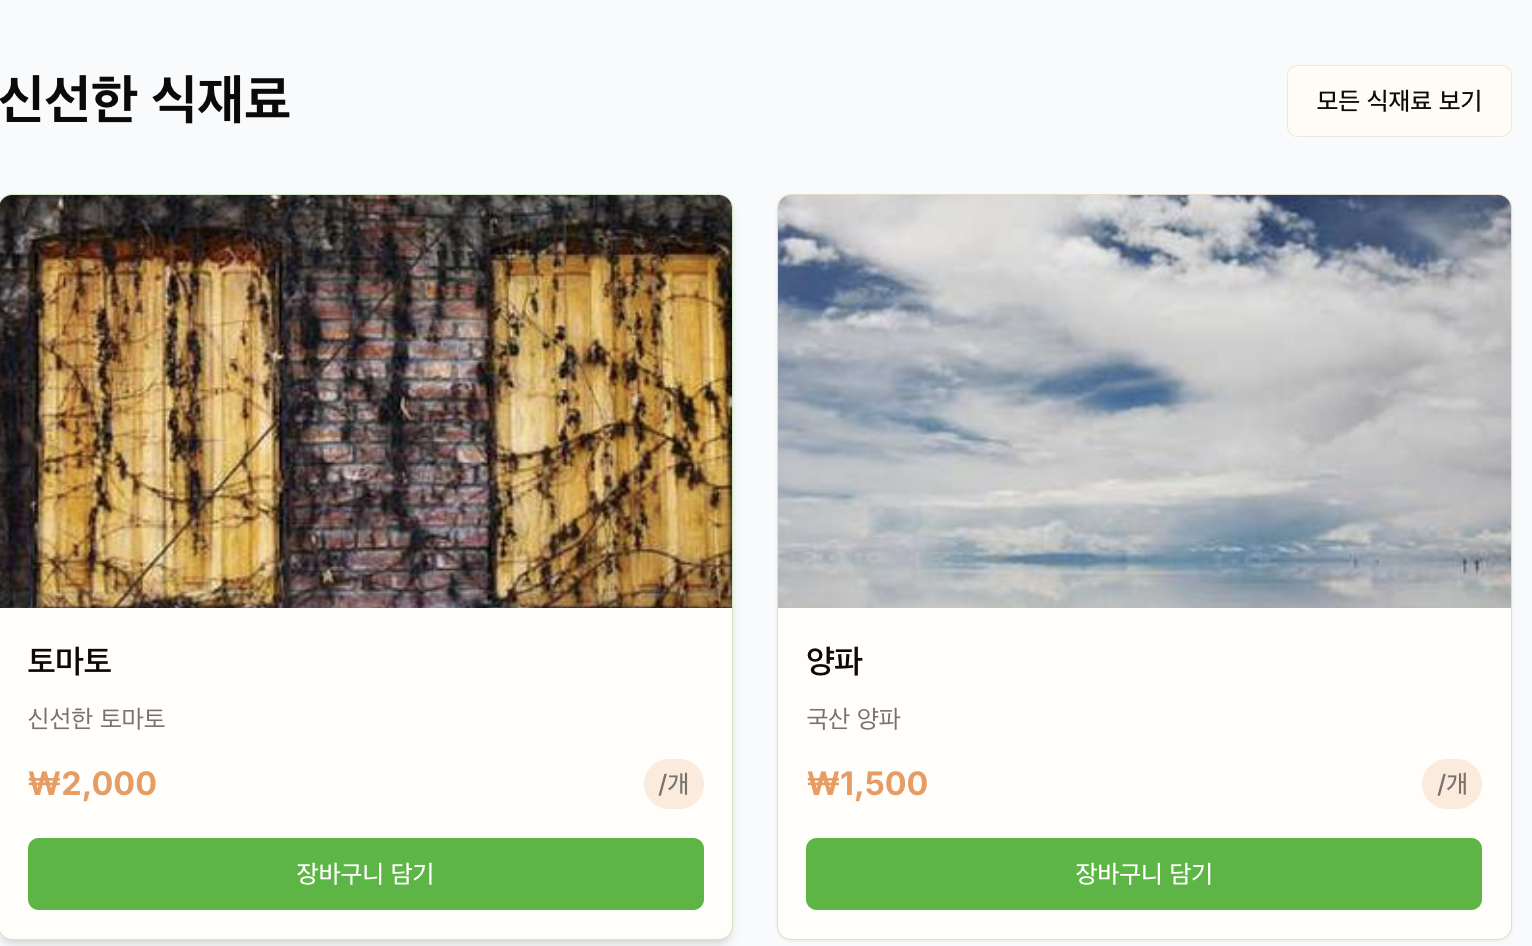 신선한 식재료
모든 식재료 보기
토마토
신선한 토마토
₩2,000
/개
장바구니 담기
양파
국산 양파
₩1,500
/개
장바구니 담기